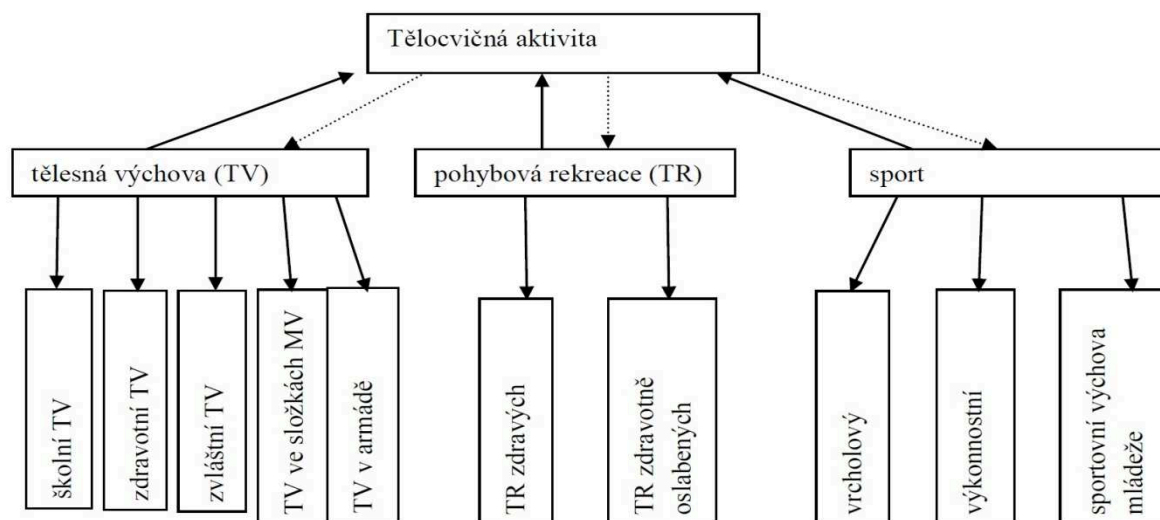 Tělocvičná aktivita
tělesná výchova (TV)
pohybová rekreace (TR)
sport
školní TV
zdravotní TV
zvláštní TV
TV ve složkách MV
TV v armádě
TR zdravých
TR zdravotně
oslabených
vrcholový
výkonnostní
sportovní výchova
mládeže